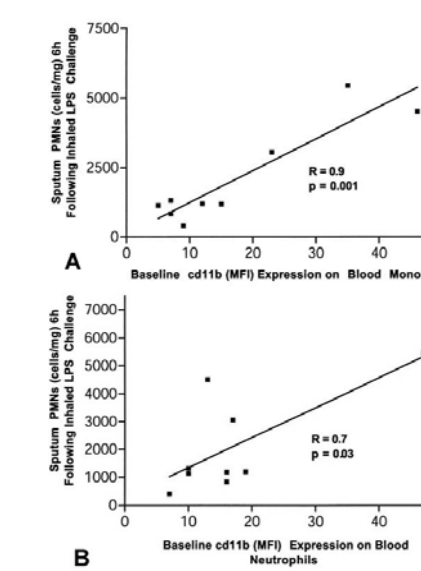 7500
5000
2500
0
Sputum PMNs (cells/mg) 6h
Following Inhaled LPS Challenge
R = 0.9
p = 0.001
0 10 20 30 40
A
Baseline cd11b (MFI) Expression on Blood Mono
7000
6000
5000
4000
3000
2000
1000
0
Sputum PMNs (cells/mg) 6h
Following Inhaled LPS Challenge
R = 0.7
p = 0.03
0 10 20 30 40
B
Baseline cd11b (MFI) Expression on Blood
Neutrophils